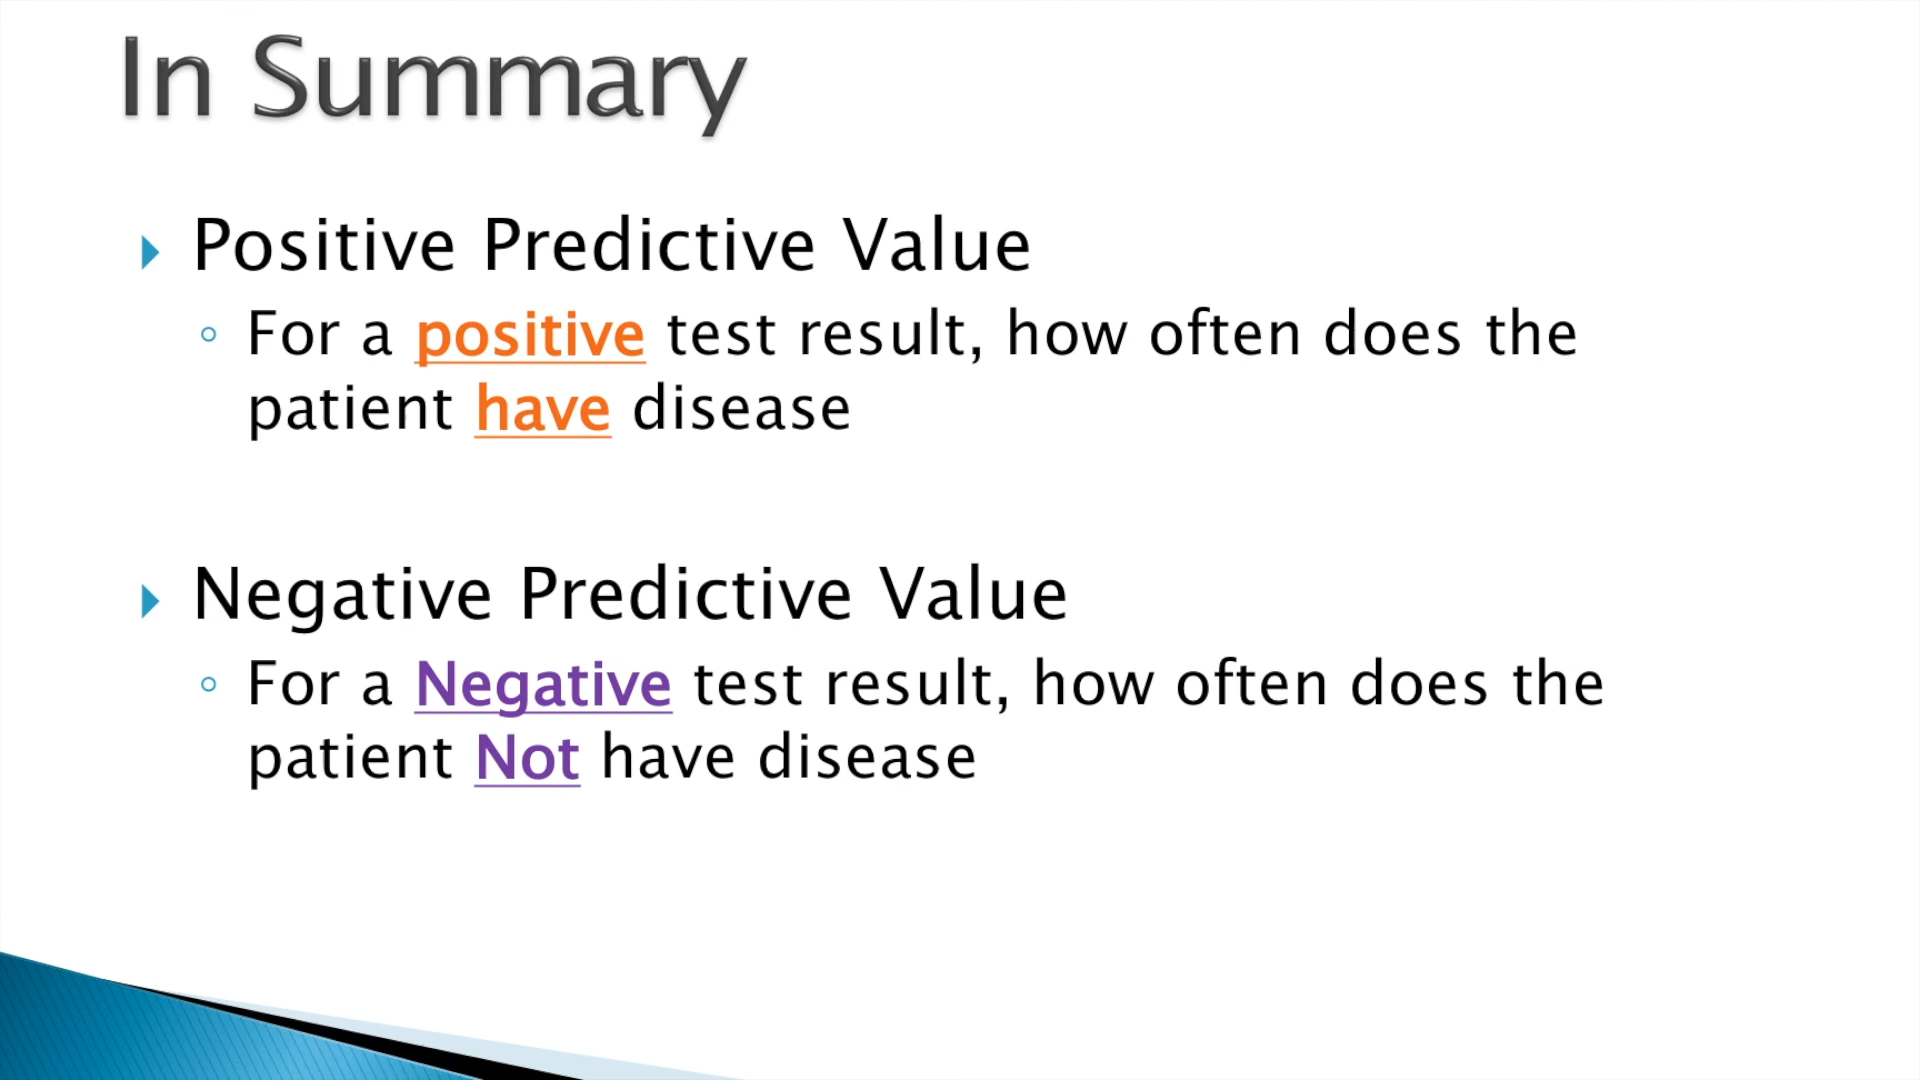 In Summary
Positive Predictive Value
For a positive test result, how often does the
patient have disease
Negative Predictive Value
For a Negative test result, how often does the
patient Not have disease